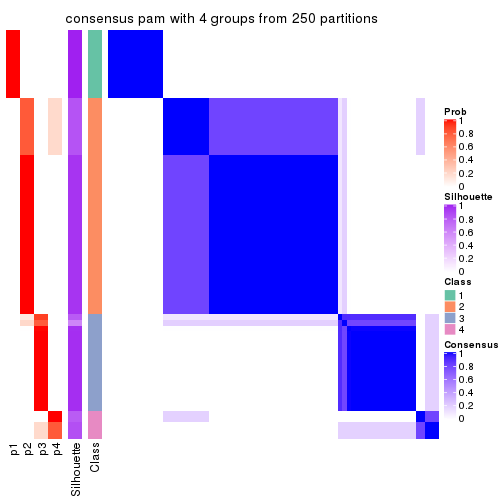 consensus pam with 4 groups from 250 partitions
Prob
1
0.8
0.6
0.4
0.2
0
Silhouette
1
0.8
0.6
0.4
0.2
0
Class
1
2
3
4
Consensus
1
0.8
0.6
0.4
0.2
0
p1
p2
p3
p4
Silhouette
Class